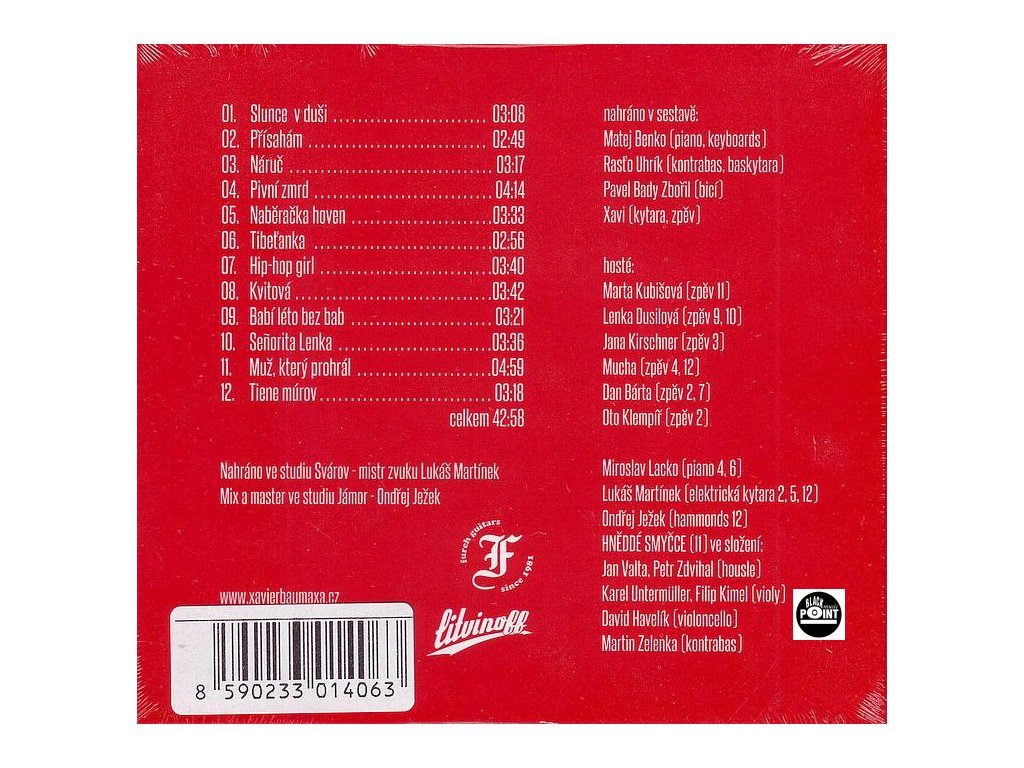 01. Slunce v duši ........................ 03:08
02. Přísahám ............................ 02:49
03. Náruč ................................ 03:17
04. Pivní zmrd ............................ 04:14
05. Naběračka hoven ...................... 03:33
06. Tibeťanka ............................ 02:56
07. Hip-hop girl ........................... 03:40
08. Kvitová ............................... 03:42
09. Babí léto bez bab ...................... 03:21
10. Señorita Lenka ........................ 03:36
11. Muž, který prohrál ..................... 04:59
12. Tiene múrov ........................... 03:18
celkem 42:58
Nahráno ve studiu Svárov - mistr zvuku Lukáš Martínek
Mix a master ve studiu Jámor - Ondřej Ježek
furch guitars
F
since 1981
www.xavierbaumaxa.cz
litvinoff
8 590233 014063
nahráno v sestavě:
Matej Benko (piano, keyboards)
Rasťo Uhrík (kontrabas, baskytara)
Pavel Bady Zbořil (bicí)
Xavi (kytara, zpěv)
hosté:
Marta Kubišová (zpěv 11)
Lenka Dusilová (zpěv 9, 10)
Jana Kirschner (zpěv 3)
Mucha (zpěv 4, 12)
Dan Bárta (zpěv 2, 7)
Oto Klempíř (zpěv 2)
Miroslav Lacko (piano 4, 6)
Lukáš Martínek (elektrická kytara 2, 5, 12)
Ondřej Ježek (hammonds 12)
HNĚDDÉ SMYČCE (11) ve složení:
Jan Valta, Petr Zdvihal (housle)
Karel Untermüller, Filip Kimel (violy)
David Havelík (violoncello)
Martin Zelenka (kontrabas)
BLACK
POINT
music